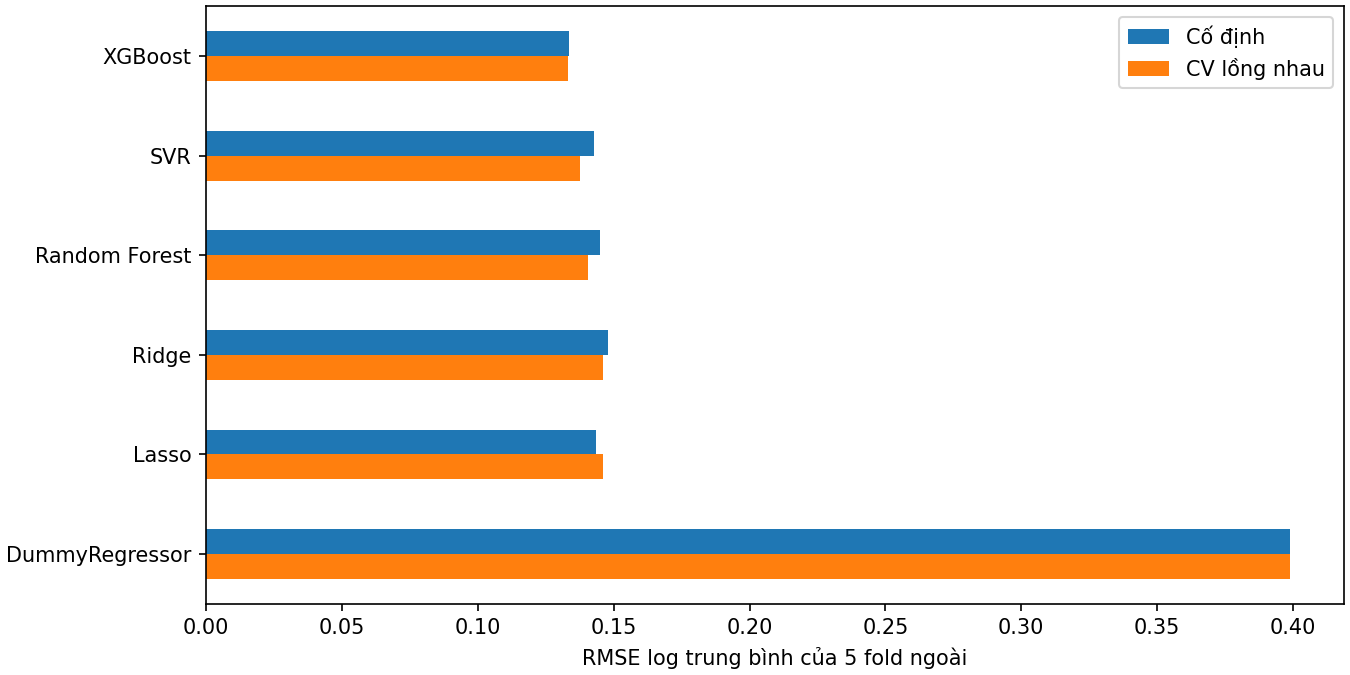 Cố định
CV lồng nhau
XGBoost
SVR
Random Forest
Ridge
Lasso
DummyRegressor
0.00 0.05 0.10 0.15 0.20 0.25 0.30 0.35 0.40
RMSE log trung bình của 5 fold ngoài